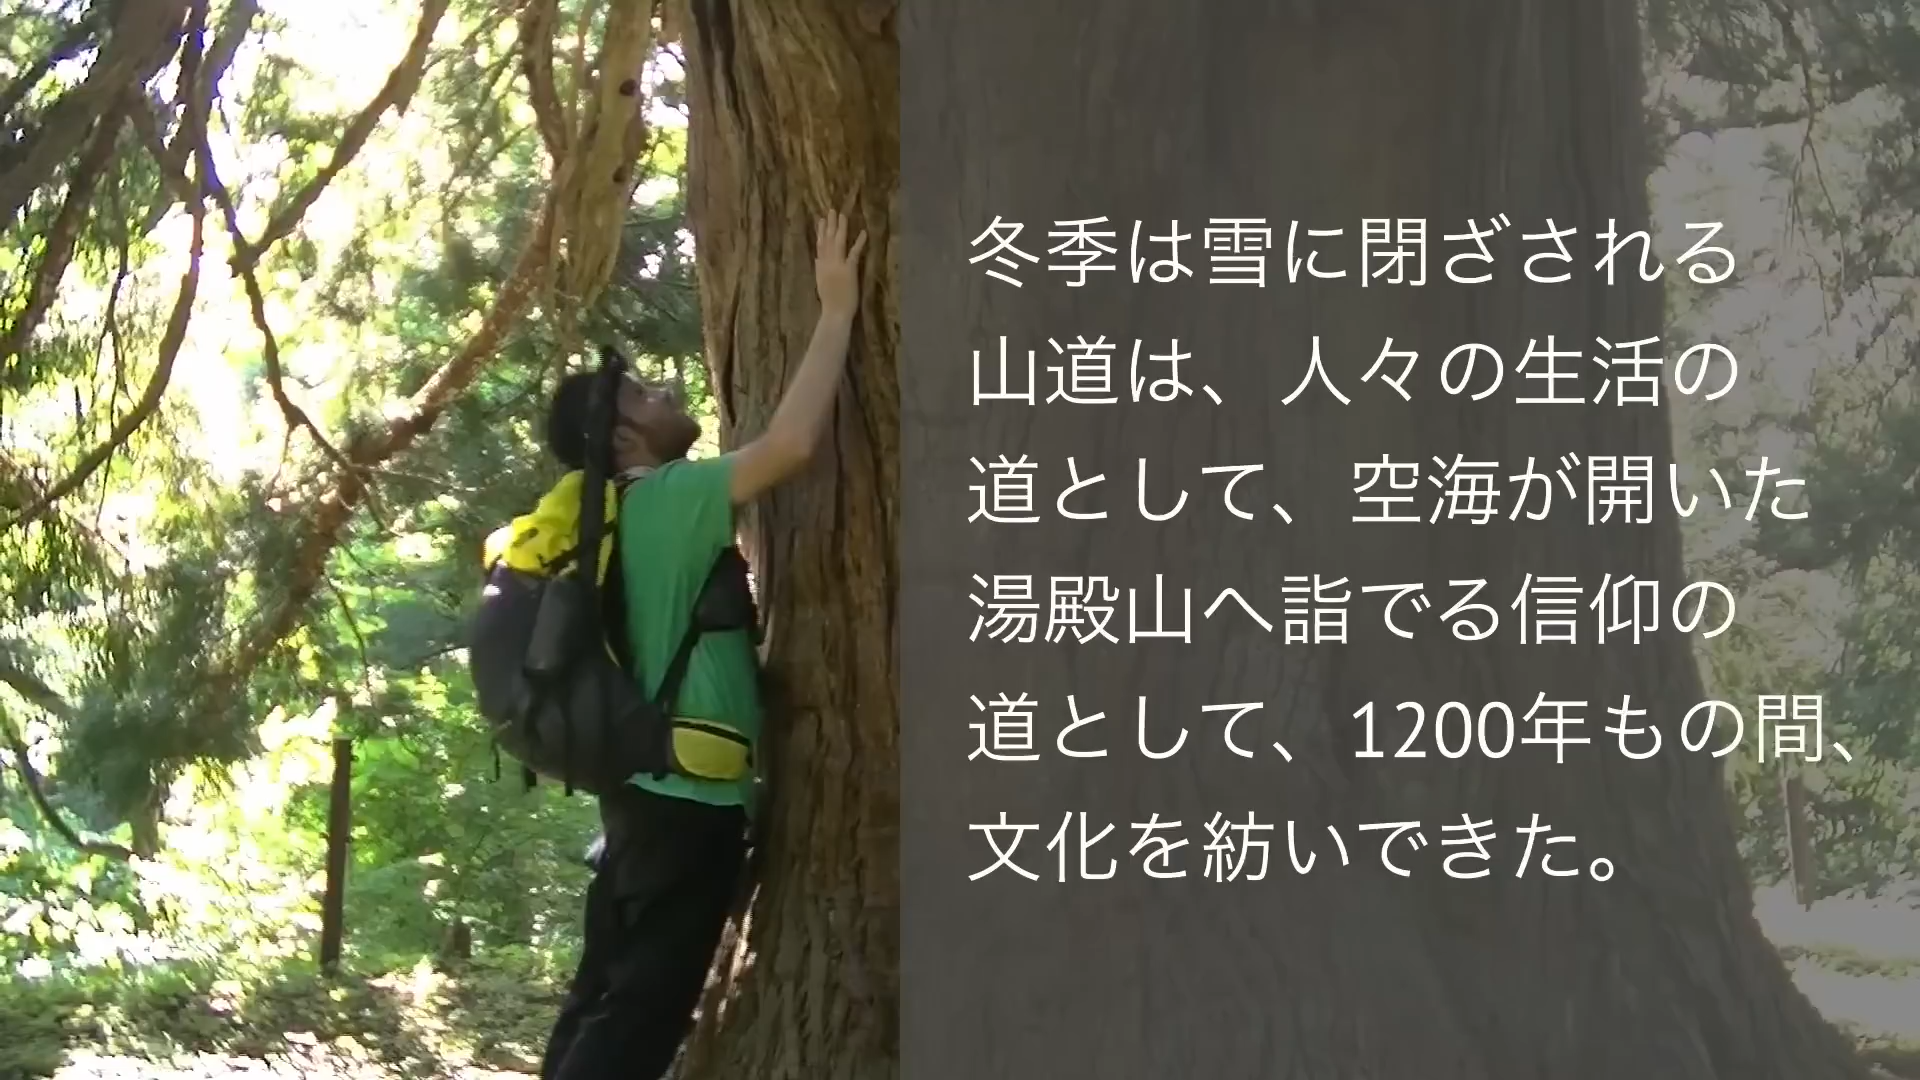 冬季は雪に閉ざされる
山道は、人々の生活の
道として、空海が開いた
湯殿山へ詣でる信仰の
道として、1200年もの間、
文化を紡いできた。